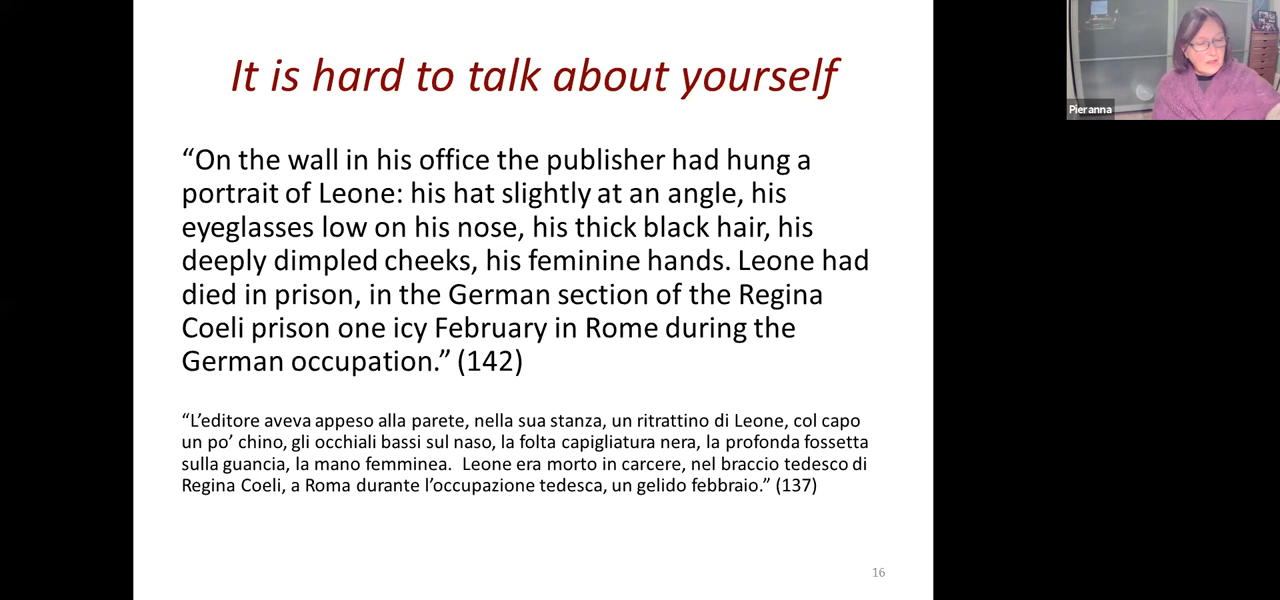 It is hard to talk about yourself
Pieranna
“On the wall in his office the publisher had hung a
portrait of Leone: his hat slightly at an angle, his
eyeglasses low on his nose, his thick black hair, his
deeply dimpled cheeks, his feminine hands. Leone had
died in prison, in the German section of the Regina
Coeli prison one icy February in Rome during the
German occupation.” (142)
“L’editore aveva appeso alla parete, nella sua stanza, un ritrattino di Leone, col capo
un po’ chino, gli occhiali bassi sul naso, la folta capigliatura nera, la profonda fossetta
sulla guancia, la mano femminea.  Leone era morto in carcere, nel braccio tedesco di
Regina Coeli, a Roma durante l’occupazione tedesca, un gelido febbraio.” (137)
16